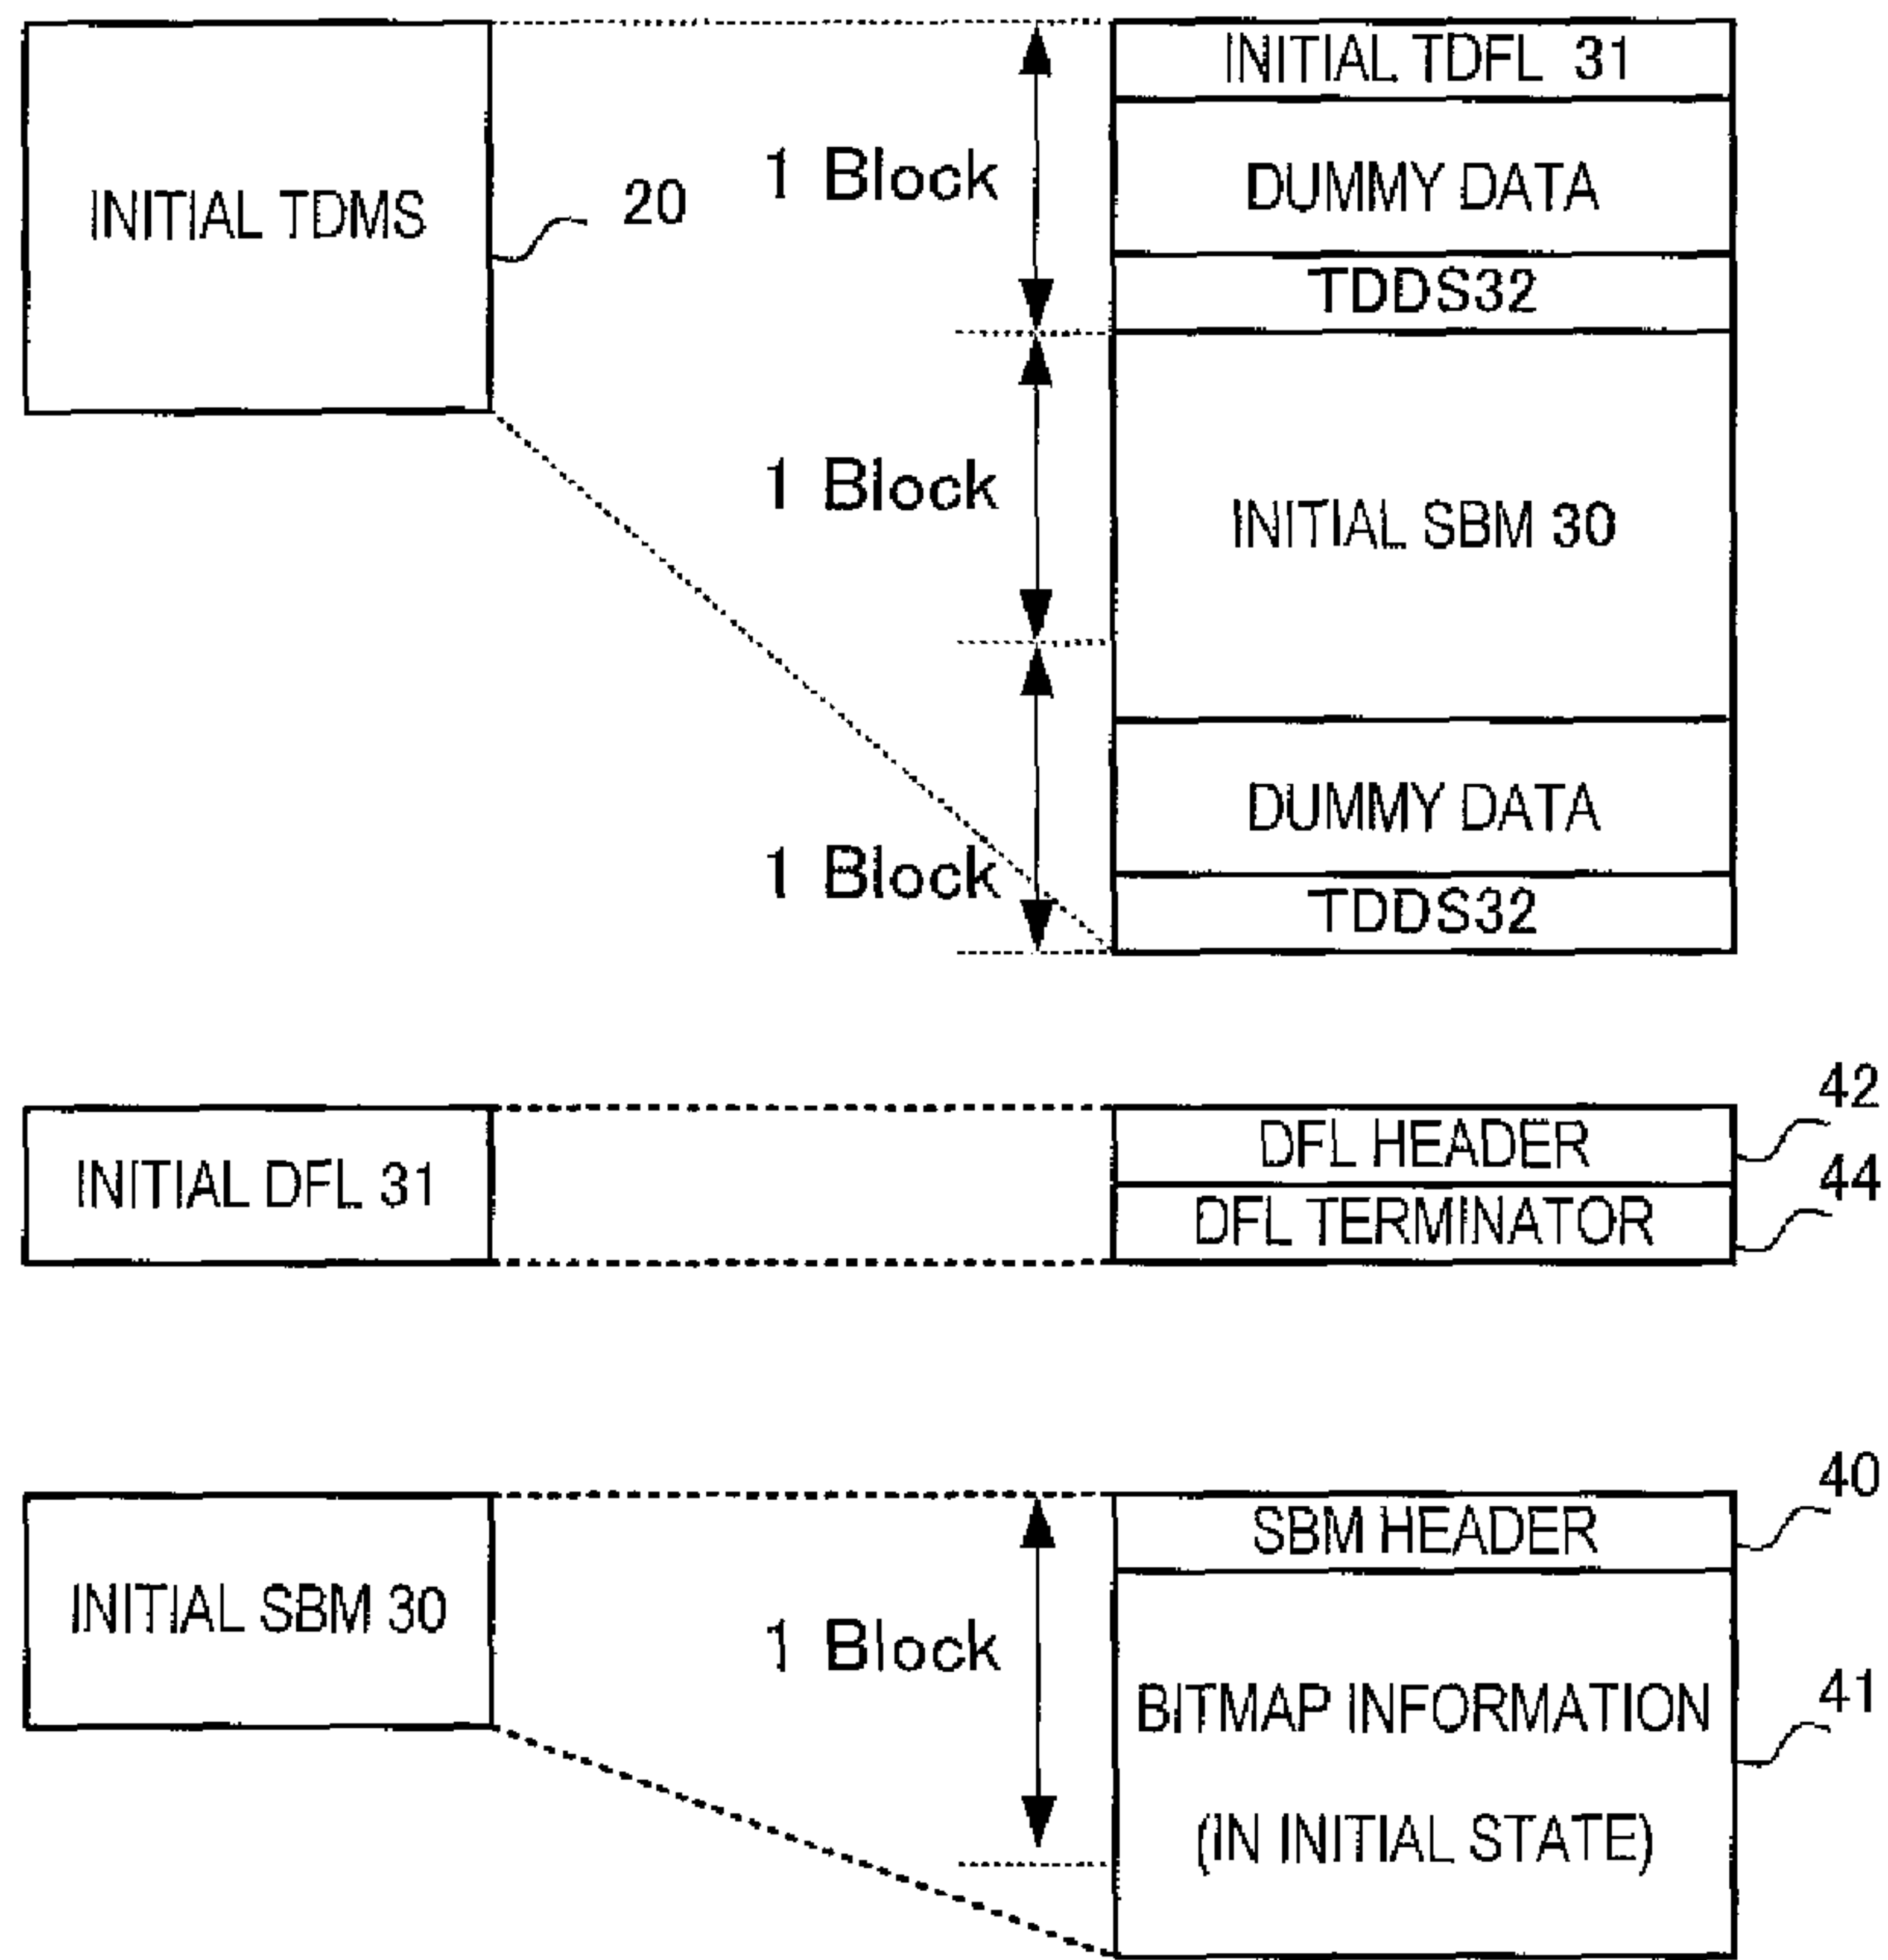 INITIAL TDMS
20
1 Block
INITIAL TDFL 31
DUMMY DATA
TDDS32
1 Block
INITIAL SBM 30
1 Block
DUMMY DATA
TDDS32
INITIAL DFL 31
DFL HEADER
42
DFL TERMINATOR
44
INITIAL SBM 30
1 Block
SBM HEADER
40
BITMAP INFORMATION
(IN INITIAL STATE)
41